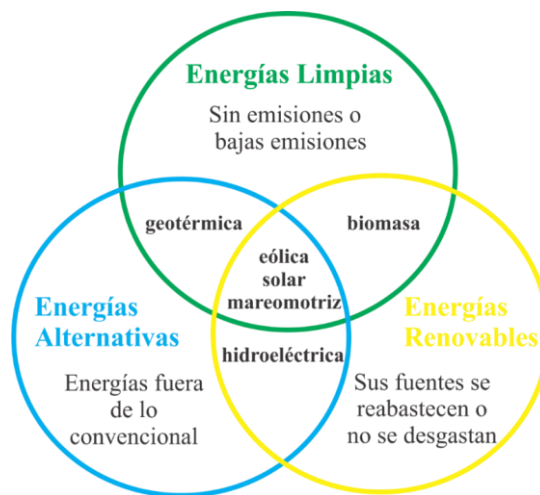 Energías Limpias
Sin emisiones o
bajas emisiones
geotérmica
biomasa
eólica
solar
mareomotriz
Energías
Alternativas
Energías
Renovables
hidroeléctrica
Energías fuera
de lo
convencional
Sus fuentes se
reabastecen o
no se desgastan